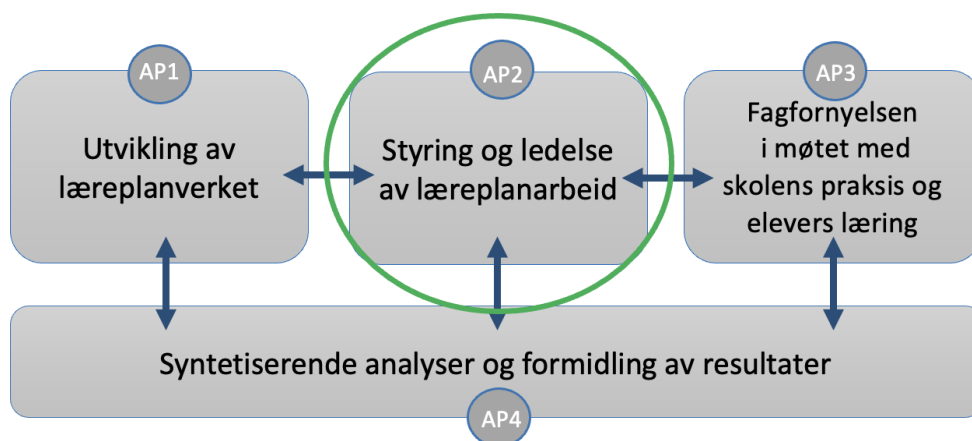 AP1
Utvikling av
læreplanverket
AP2
Styring og ledelse
av læreplanarbeid
AP3
Fagfornyelsen
i møtet med
skolens praksis og
elevers læring
Syntetiserende analyser og formidling av resultater
AP4